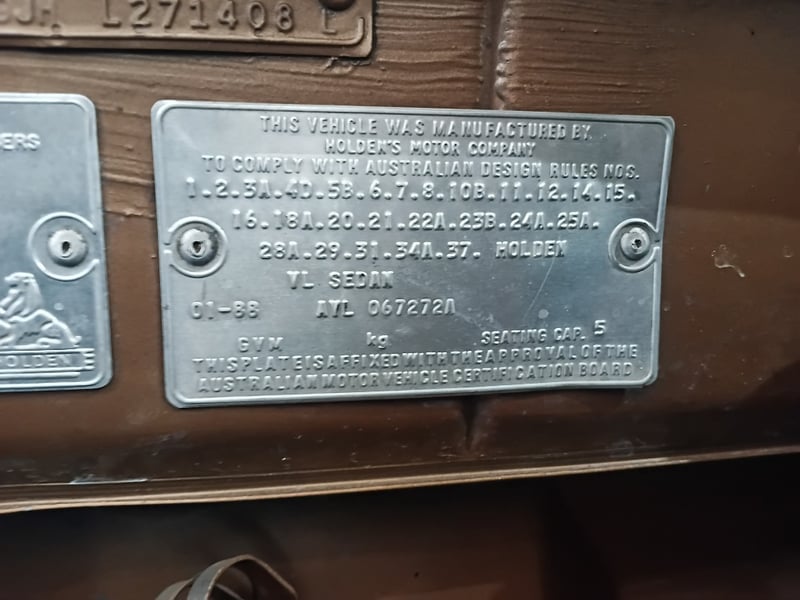 L271408 L
ERS
HOLDEN
THIS VEHICLE WAS MANUFACTURED BY
HOLDEN'S MOTOR COMPANY
TO COMPLY WITH AUSTRALIAN DESIGN RULES NOS.
1.2.3A.4D.5B.6.7.8.10B.11.12.14.15.
16.18A.20.21.22A.23B.24A.25A.
28A.29.31.34A.37. HOLDEN
VL SEDAN
01-88 AYL 067272A
GVM kg SEATING CAP. 5
THIS PLATE IS AFFIXED WITH THE APPROVAL OF THE
AUSTRALIAN MOTOR VEHICLE CERTIFICATION BOARD